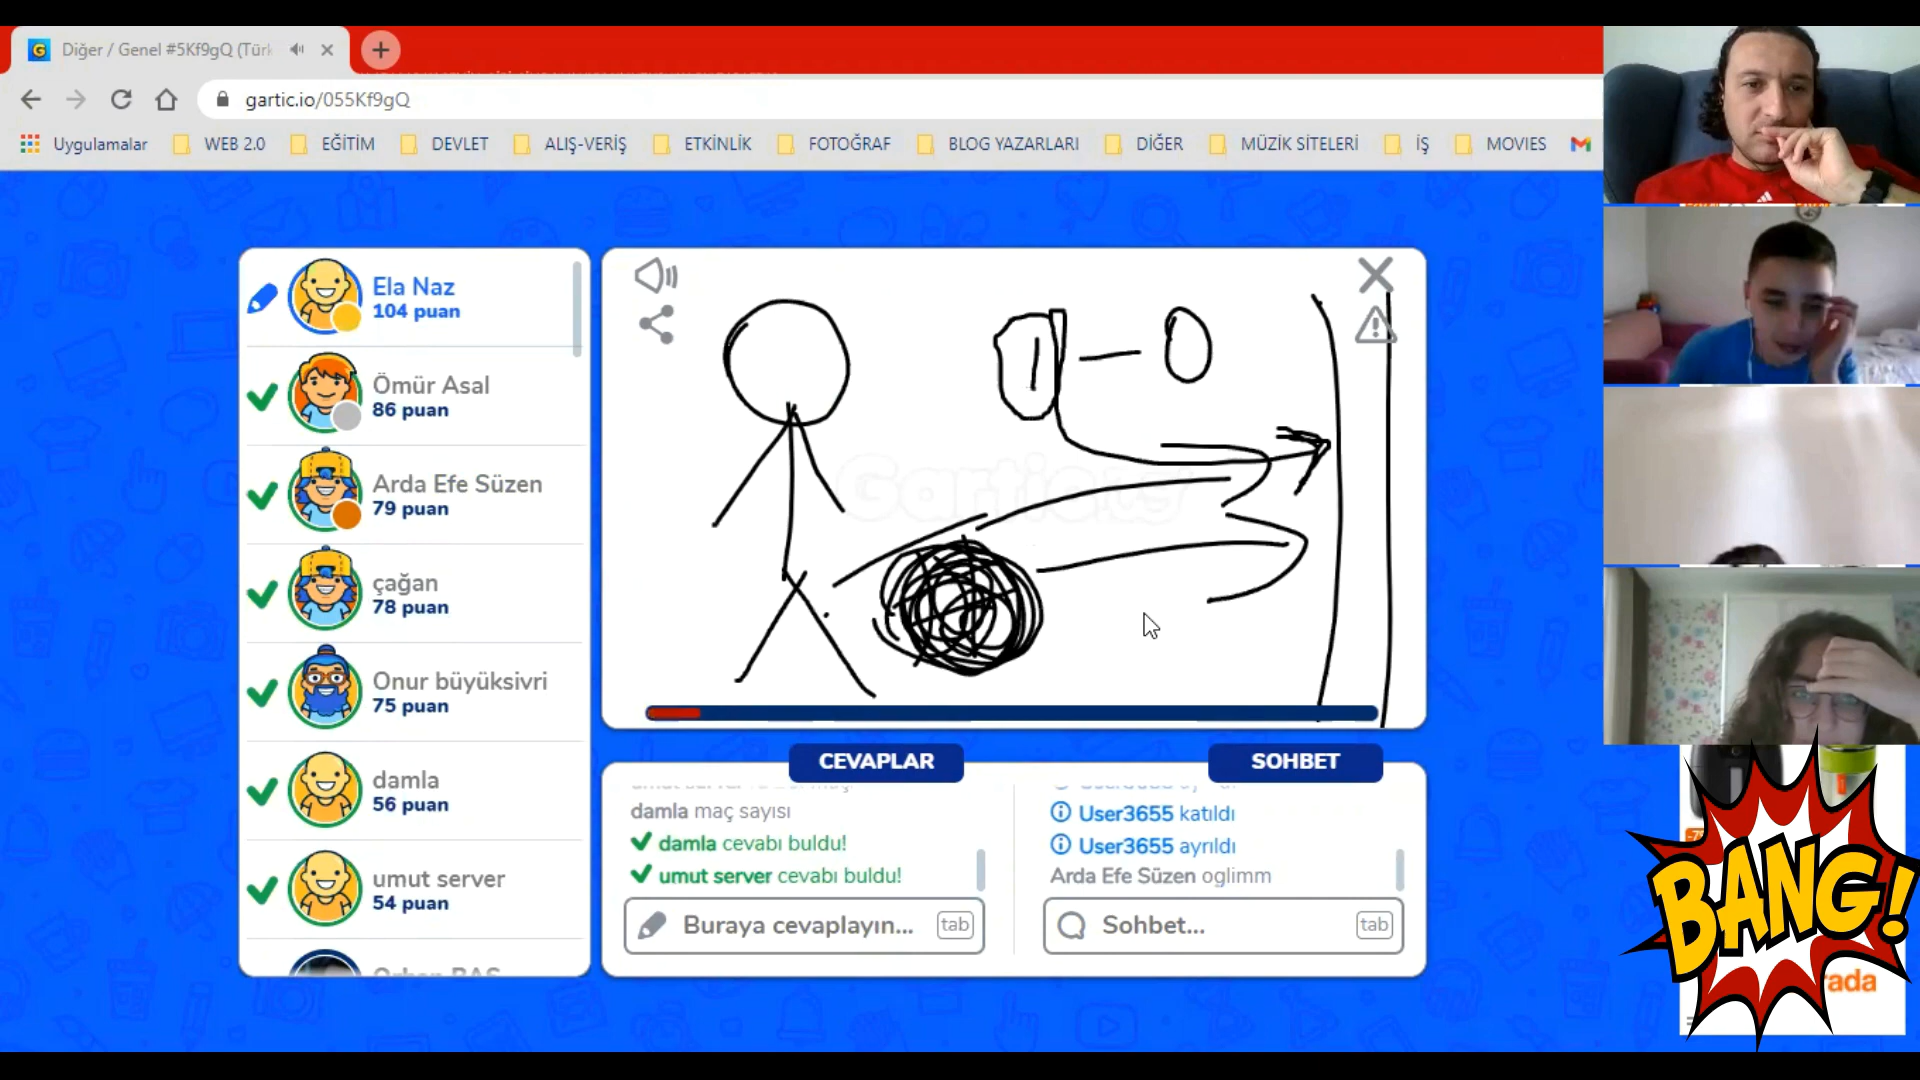 Diğer / Genel #5Kf9gQ (Türk
gartic.io/055Kf9gQ
Uygulamalar WEB 2.0 EĞİTİM DEVLET ALIŞ-VERİŞ ETKİNLİK FOTOĞRAF BLOG YAZARLARI DİĞER MÜZİK SİTELERİ İŞ MOVIES
Ela Naz
104 puan
Ömür Asal
86 puan
Arda Efe Süzen
79 puan
çağan
78 puan
Onur büyüksivri
75 puan
damla
56 puan
umut server
54 puan
1 - 0
Gartic
CEVAPLAR
damla maç sayısı
damla cevabı buldu!
umut server cevabı buldu!
Buraya cevaplayın... tab
SOHBET
User3655 katıldı
User3655 ayrıldı
Arda Efe Süzen oglimm
Sohbet... tab
BANG!
rada